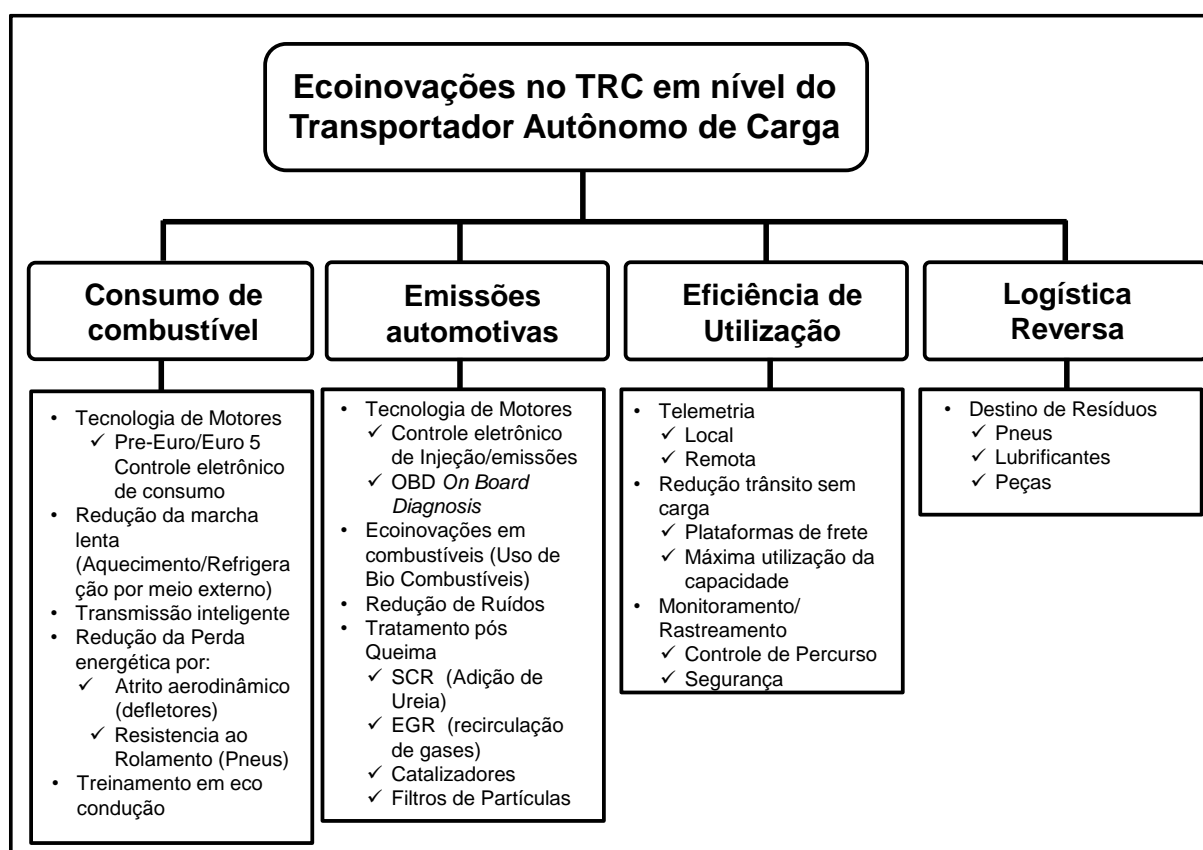 Ecoinovações no TRC em nível do
Transportador Autônomo de Carga
Consumo de
combustível
• Tecnologia de Motores
✓ Pre-Euro/Euro 5
Controle eletrônico
de consumo
• Redução da marcha
lenta
(Aquecimento/Refrigera
ção por meio externo)
• Transmissão inteligente
• Redução da Perda
energética por:
✓ Atrito aerodinâmico
(defletores)
✓ Resistencia ao
Rolamento (Pneus)
• Treinamento em eco
condução
Emissões
automotivas
• Tecnologia de Motores
✓ Controle eletrônico
de Injeção/emissões
✓ OBD On Board
Diagnosis
• Ecoinovações em
combustíveis (Uso de
Bio Combustíveis)
• Redução de Ruídos
• Tratamento pós
Queima
✓ SCR (Adição de
Ureia)
✓ EGR (recirculação
de gases)
✓ Catalizadores
✓ Filtros de Partículas
Eficiência de
Utilização
• Telemetria
✓ Local
✓ Remota
• Redução trânsito sem
carga
✓ Plataformas de frete
✓ Máxima utilização da
capacidade
• Monitoramento/
Rastreamento
✓ Controle de Percurso
✓ Segurança
Logística
Reversa
• Destino de Resíduos
✓ Pneus
✓ Lubrificantes
✓ Peças